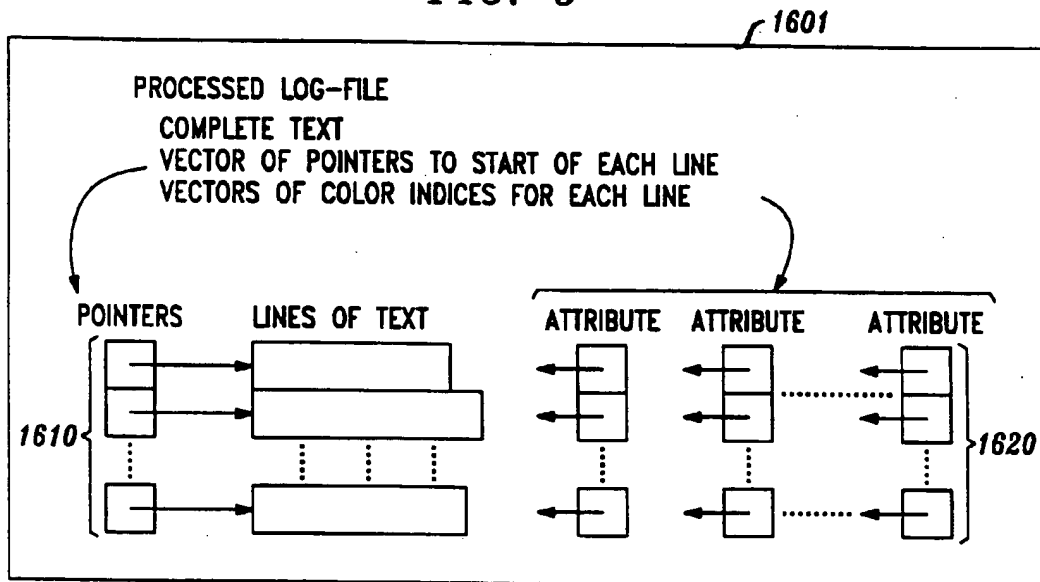 1601
PROCESSED LOG-FILE
COMPLETE TEXT
VECTOR OF POINTERS TO START OF EACH LINE
VECTORS OF COLOR INDICES FOR EACH LINE
POINTERS LINES OF TEXT ATTRIBUTE ATTRIBUTE ATTRIBUTE
1610
1620